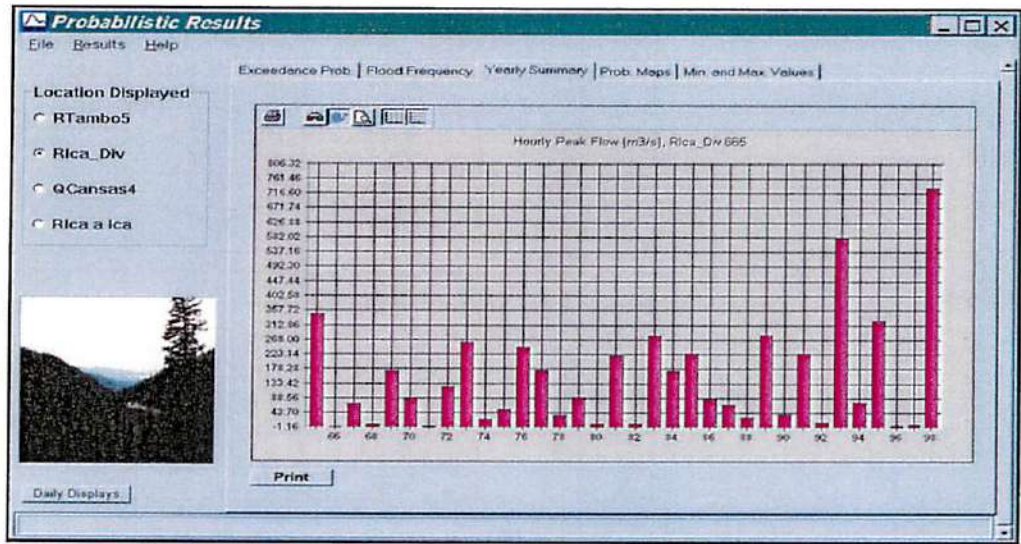 Probabilistic Results
File Results Help
Exceedance Prob. Flood Frequency Yearly Summary Prob. Maps Min. and Max. Values
Location Displayed
RTambo5
RIca_Div
QCansas4
RIca a Ica
Hourly Peak Flow [m3/s], RIca_Div 665
806.32
761.46
716.60
671.74
626.88
582.02
537.16
492.30
447.44
402.58
357.72
312.86
268.00
223.14
178.28
133.42
88.56
43.70
-1.16
66 68 70 72 74 76 78 80 82 84 86 88 90 92 94 96 98
Print
Daily Displays